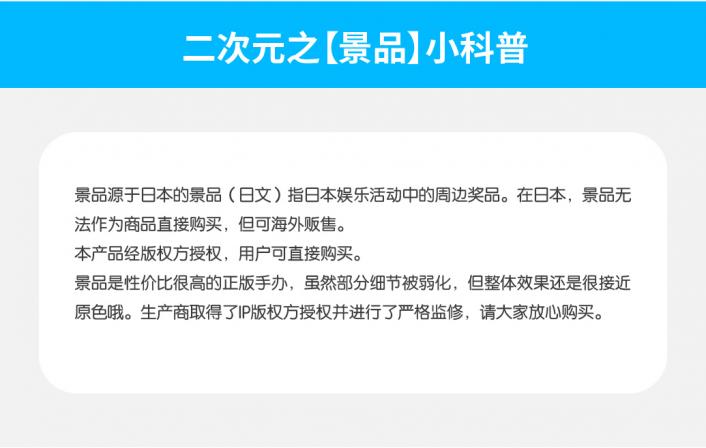 二次元之【景品】小科普
景品源于日本的景品（日文）指日本娱乐活动中的周边奖品。在日本，景品无
法作为商品直接购买，但可海外贩售。
本产品经版权方授权，用户可直接购买。
景品是性价比很高的正版手办，虽然部分细节被弱化，但整体效果还是很接近
原色哦。生产商取得了IP版权方授权并进行了严格监修，请大家放心购买。